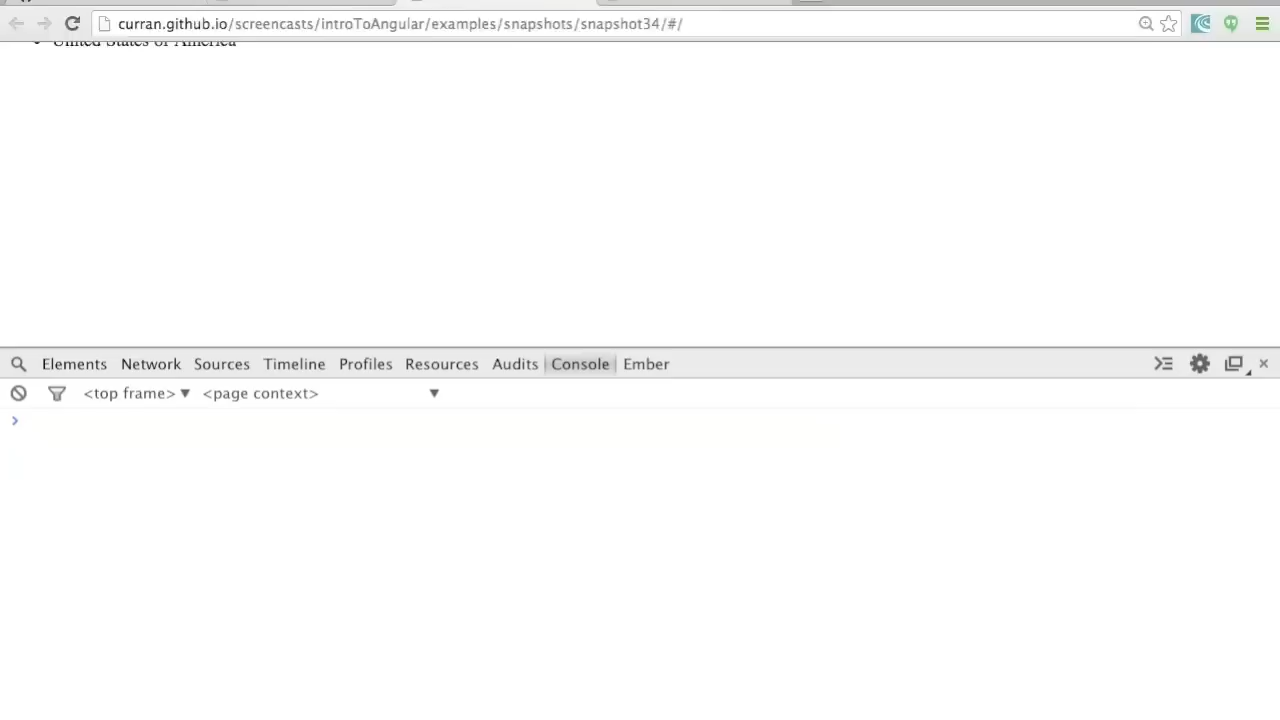 curran.github.io/screencasts/introToAngular/examples/snapshots/snapshot34/#/
United States of America
Elements Network Sources Timeline Profiles Resources Audits Console Ember
<top frame> <page context>